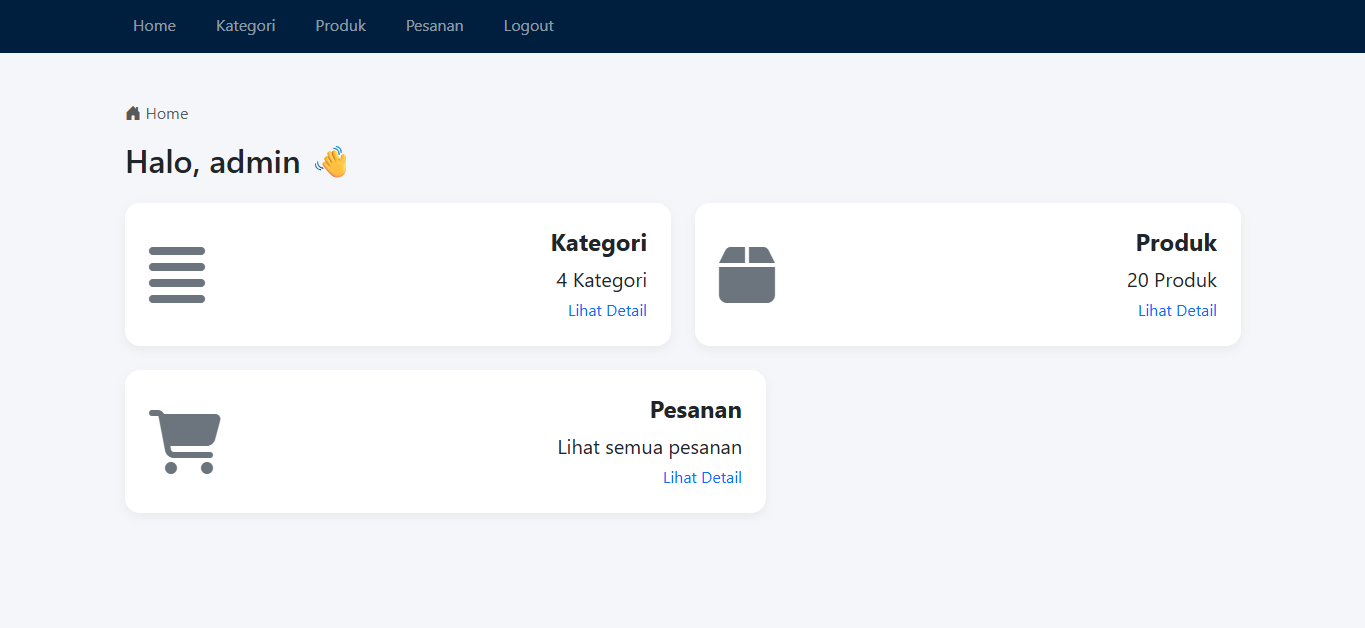 Home Kategori Produk Pesanan Logout
Home
Halo, admin 👋
Kategori
4 Kategori
Lihat Detail
Produk
20 Produk
Lihat Detail
Pesanan
Lihat semua pesanan
Lihat Detail